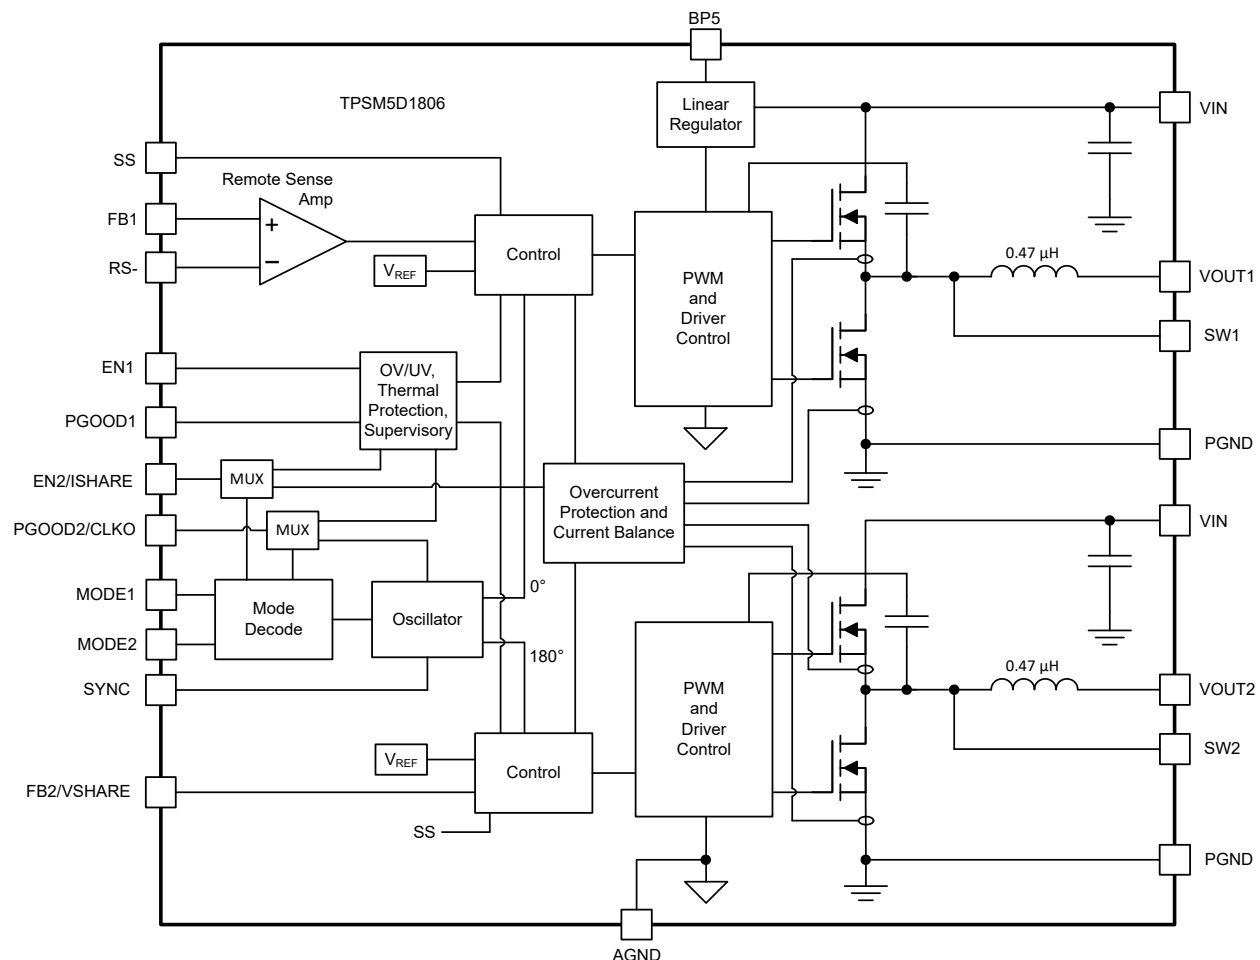 BP5
TPSM5D1806
Linear
Regulator
VIN
SS
Remote Sense
Amp
FB1
+
RS-
−
VREF
Control
PWM
and
Driver
Control
0.47 µH
VOUT1
SW1
EN1
PGOOD1
OV/UV,
Thermal
Protection,
Supervisory
PGND
EN2/ISHARE
MUX
PGOOD2/CLKO
MUX
Overcurrent
Protection and
Current Balance
VIN
MODE1
MODE2
Mode
Decode
Oscillator
0°
180°
SYNC
PWM
and
Driver
Control
0.47 µH
VOUT2
SW2
VREF
Control
FB2/VSHARE
SS
PGND
AGND